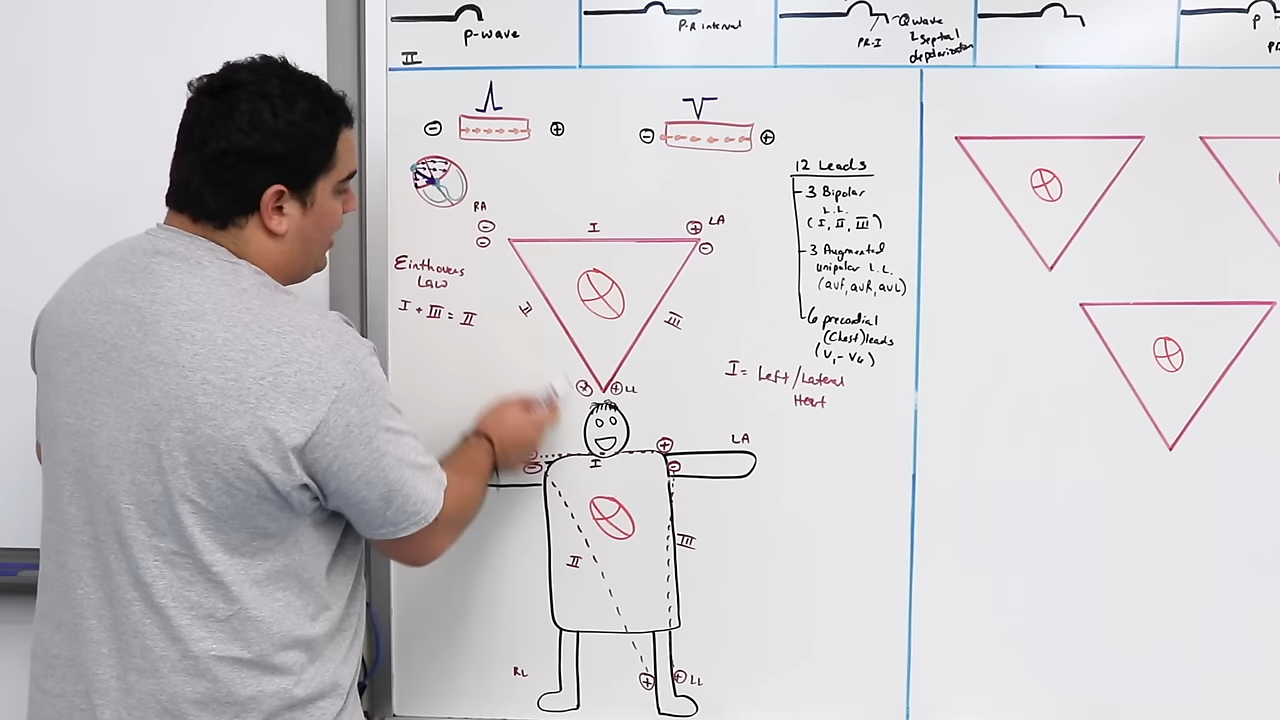 p-wave
P-R interval
Q wave
& Septal
depolarization
PR-I
P
PR
II
12 Leads
3 Bipolar
L.L.
(I, II, III)
3 Augmented
unipolar L.L.
(avF, avR, avL)
6 precordial
(Chest) leads
(V1 - V6)
RA
LA
I
Einthovers
Law
I + III = II
II
III
LL
I = Left/Lateral
Heart
LA
I
II
III
RL
LL